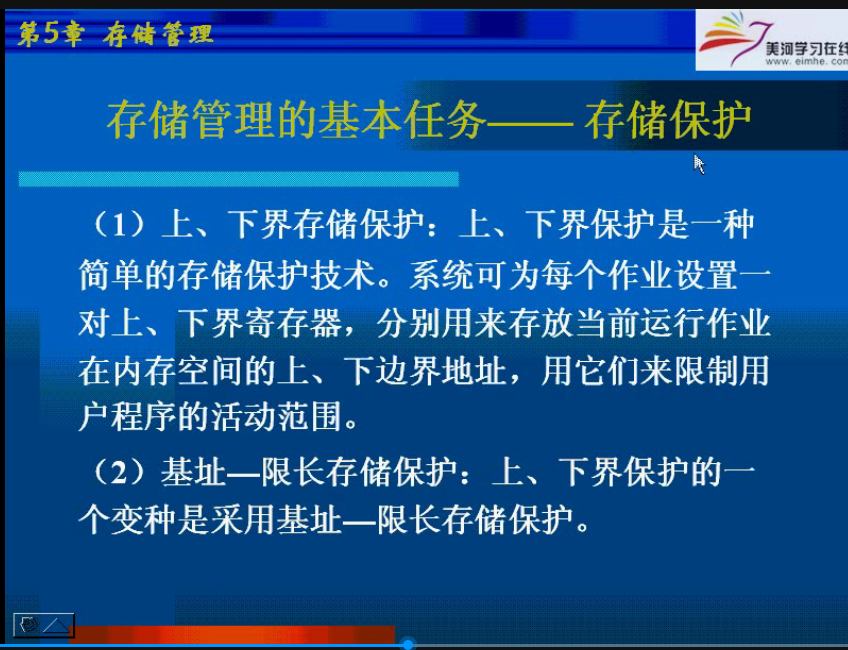 第5章 存储管理
美河学习在线
www. eimhe. com
存储管理的基本任务—— 存储保护
（1）上、下界存储保护：上、下界保护是一种
简单的存储保护技术。系统可为每个作业设置一
对上、下界寄存器，分别用来存放当前运行作业
在内存空间的上、下边界地址，用它们来限制用
户程序的活动范围。
（2）基址—限长存储保护：上、下界保护的一
个变种是采用基址—限长存储保护。